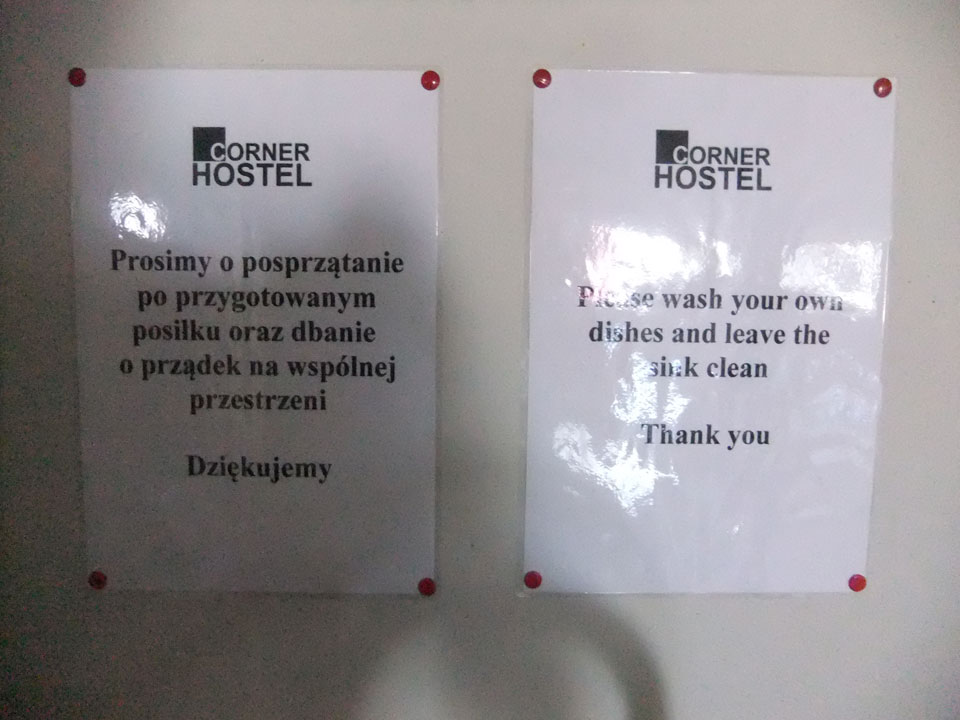 CORNER
HOSTEL
Prosimy o posprzątanie
po przygotowanym
posiłku oraz dbanie
o prządek na wspólnej
przestrzeni
Dziękujemy
CORNER
HOSTEL
Please wash your own
dishes and leave the
sink clean
Thank you